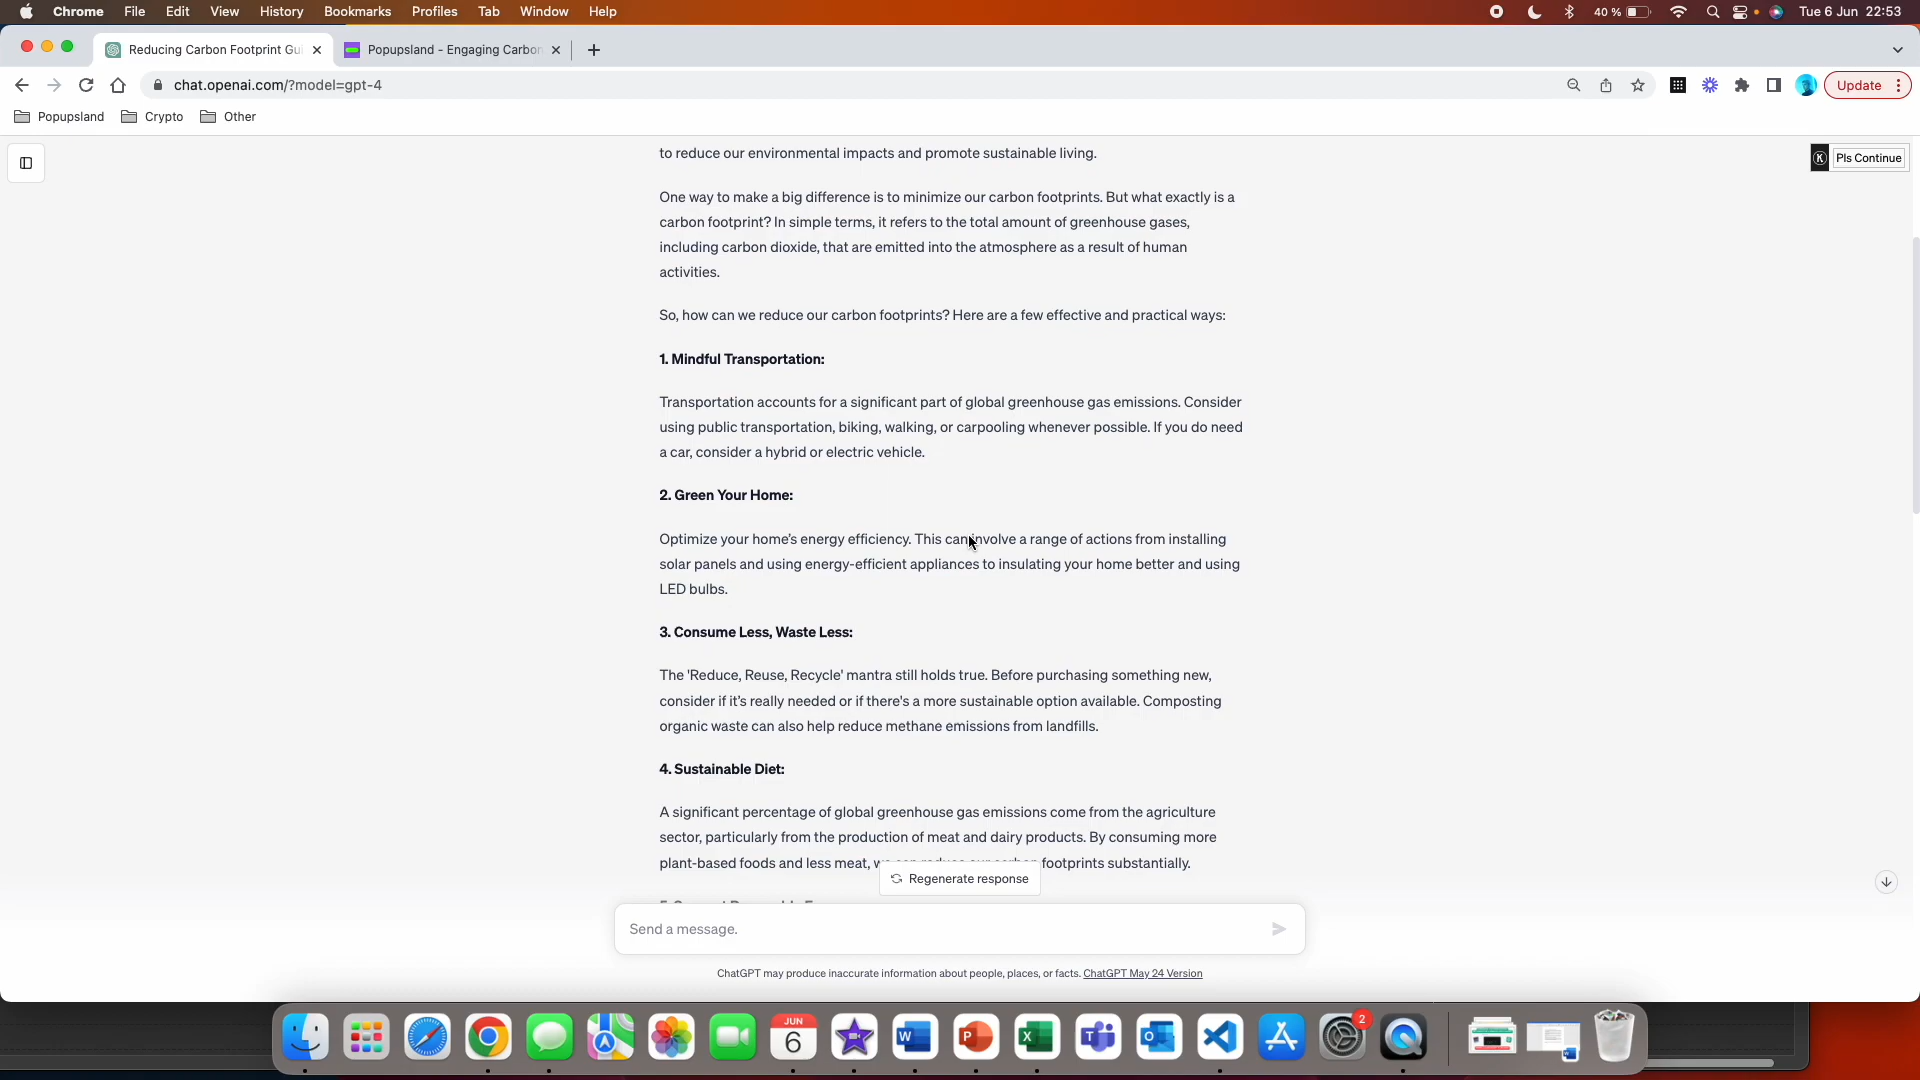 Chrome File Edit View History Bookmarks Profiles Tab Window Help 40 % Tue 6 Jun 22:53
Reducing Carbon Footprint Gui Popupsland - Engaging Carbon
chat.openai.com/?model=gpt-4 Update
Popupsland Crypto Other
to reduce our environmental impacts and promote sustainable living.
K Pls Continue
One way to make a big difference is to minimize our carbon footprints. But what exactly is a
carbon footprint? In simple terms, it refers to the total amount of greenhouse gases,
including carbon dioxide, that are emitted into the atmosphere as a result of human
activities.
So, how can we reduce our carbon footprints? Here are a few effective and practical ways:
1. Mindful Transportation:
Transportation accounts for a significant part of global greenhouse gas emissions. Consider
using public transportation, biking, walking, or carpooling whenever possible. If you do need
a car, consider a hybrid or electric vehicle.
2. Green Your Home:
Optimize your home's energy efficiency. This can involve a range of actions from installing
solar panels and using energy-efficient appliances to insulating your home better and using
LED bulbs.
3. Consume Less, Waste Less:
The 'Reduce, Reuse, Recycle' mantra still holds true. Before purchasing something new,
consider if it's really needed or if there's a more sustainable option available. Composting
organic waste can also help reduce methane emissions from landfills.
4. Sustainable Diet:
A significant percentage of global greenhouse gas emissions come from the agriculture
sector, particularly from the production of meat and dairy products. By consuming more
plant-based foods and less meat, we can reduce our carbon footprints substantially.
Regenerate response
Send a message.
ChatGPT may produce inaccurate information about people, places, or facts. ChatGPT May 24 Version
JUN
6
W P X T O 2